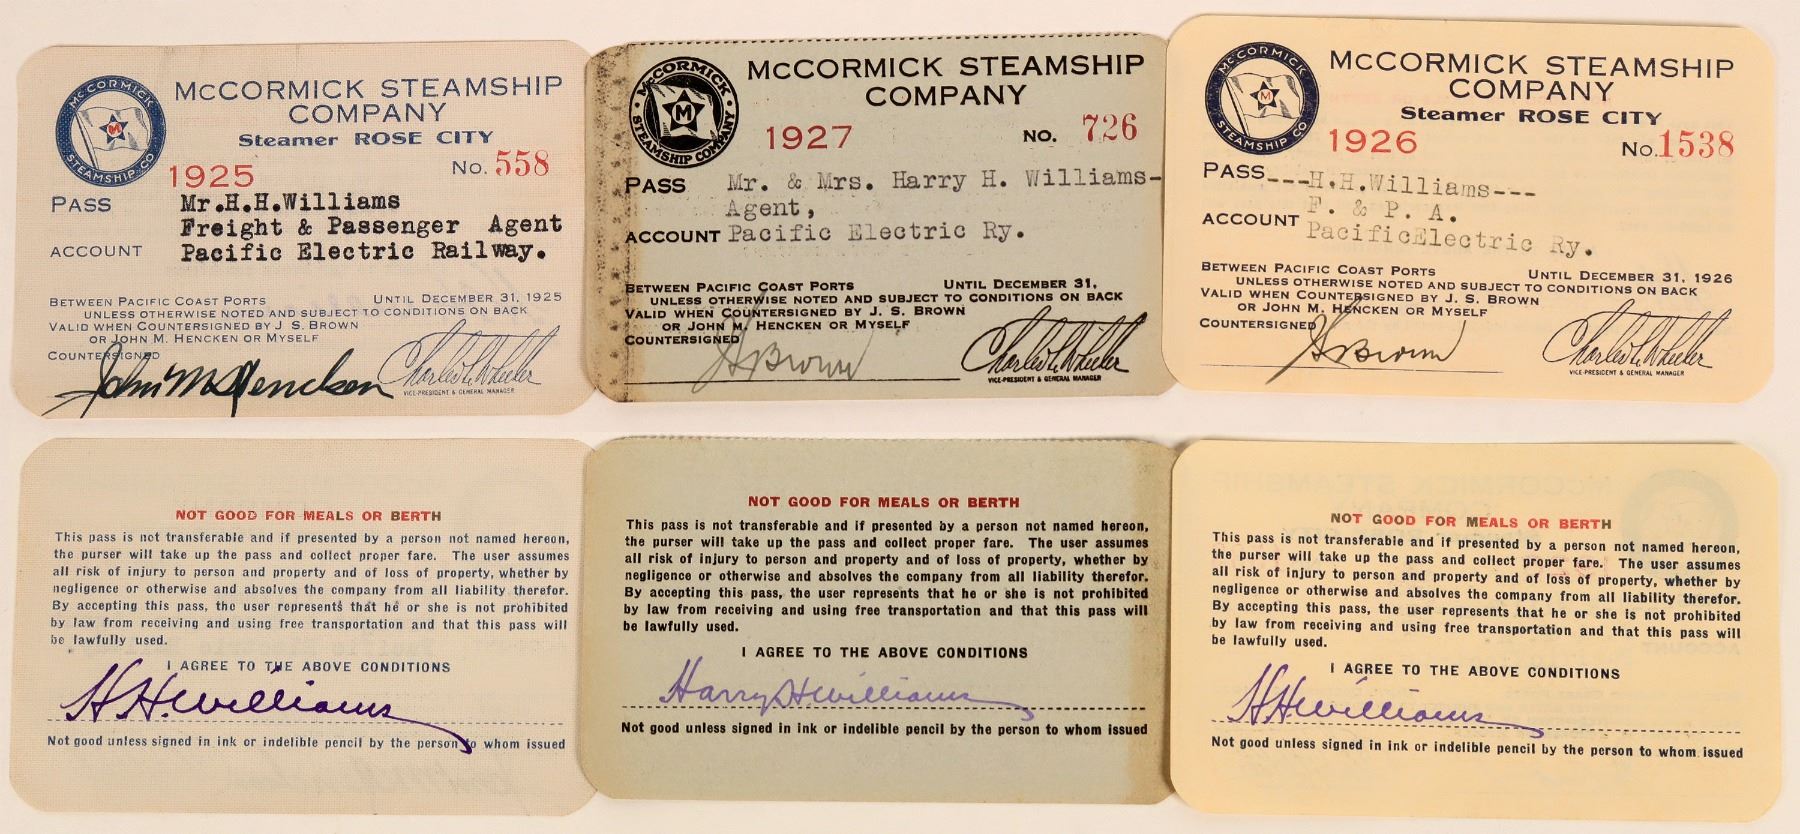 McCORMICK STEAMSHIP CO.
McCORMICK STEAMSHIP
COMPANY
Steamer ROSE CITY
1925
No. 558
PASS Mr.H.H.Williams
Freight & Passenger Agent
ACCOUNT Pacific Electric Railway.
BETWEEN PACIFIC COAST PORTS UNTIL DECEMBER 31, 1925
UNLESS OTHERWISE NOTED AND SUBJECT TO CONDITIONS ON BACK
VALID WHEN COUNTERSIGNED BY J. S. BROWN
OR JOHN M. HENCKEN OR MYSELF
COUNTERSIGNED
John M Hencken Charles L. Wheeler
VICE-PRESIDENT & GENERAL MANAGER
McCORMICK STEAMSHIP COMPANY
M
McCORMICK STEAMSHIP
COMPANY
1927 NO. 726
PASS Mr. & Mrs. Harry H. Williams-
Agent,
ACCOUNT Pacific Electric Ry.
BETWEEN PACIFIC COAST PORTS UNTIL DECEMBER 31,
UNLESS OTHERWISE NOTED AND SUBJECT TO CONDITIONS ON BACK
VALID WHEN COUNTERSIGNED BY J. S. BROWN
OR JOHN M. HENCKEN OR MYSELF
COUNTERSIGNED
JSBrown Charles L. Wheeler
VICE-PRESIDENT & GENERAL MANAGER
McCORMICK STEAMSHIP CO.
M
McCORMICK STEAMSHIP
COMPANY
Steamer ROSE CITY
1926 No. 1538
PASS---H.H.Williams---
F. & P. A.
ACCOUNT PacificElectric Ry.
BETWEEN PACIFIC COAST PORTS UNTIL DECEMBER 31, 1926
UNLESS OTHERWISE NOTED AND SUBJECT TO CONDITIONS ON BACK
VALID WHEN COUNTERSIGNED BY J. S. BROWN
OR JOHN M. HENCKEN OR MYSELF
COUNTERSIGNED
JSBrown Charles L. Wheeler
VICE-PRESIDENT & GENERAL MANAGER
NOT GOOD FOR MEALS OR BERTH
This pass is not transferable and if presented by a person not named hereon,
the purser will take up the pass and collect proper fare. The user assumes
all risk of injury to person and property and of loss of property, whether by
negligence or otherwise and absolves the company from all liability therefor.
By accepting this pass, the user represents that he or she is not prohibited
by law from receiving and using free transportation and that this pass will
be lawfully used.
I AGREE TO THE ABOVE CONDITIONS
H.H.Williams
Not good unless signed in ink or indelible pencil by the person to whom issued
NOT GOOD FOR MEALS OR BERTH
This pass is not transferable and if presented by a person not named hereon,
the purser will take up the pass and collect proper fare. The user assumes
all risk of injury to person and property and of loss of property, whether by
negligence or otherwise and absolves the company from all liability therefor.
By accepting this pass, the user represents that he or she is not prohibited
by law from receiving and using free transportation and that this pass will
be lawfully used.
I AGREE TO THE ABOVE CONDITIONS
Harry H Williams
Not good unless signed in ink or indelible pencil by the person to whom issued
NOT GOOD FOR MEALS OR BERTH
This pass is not transferable and if presented by a person not named hereon,
the purser will take up the pass and collect proper fare. The user assumes
all risk of injury to person and property and of loss of property, whether by
negligence or otherwise and absolves the company from all liability therefor.
By accepting this pass, the user represents that he or she is not prohibited
by law from receiving and using free transportation and that this pass will
be lawfully used.
I AGREE TO THE ABOVE CONDITIONS
H.H.Williams
Not good unless signed in ink or indelible pencil by the person to whom issued